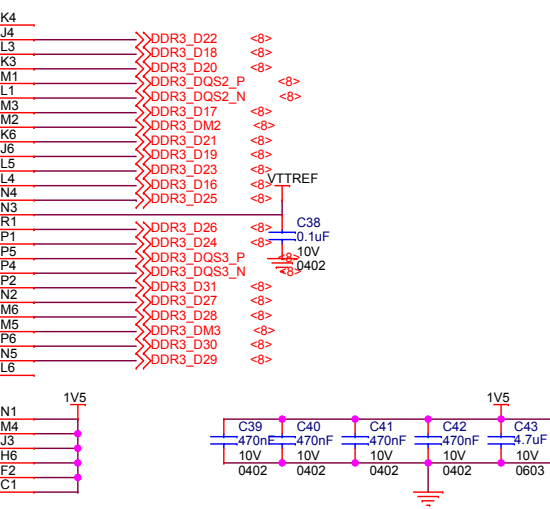 K4
J4 DDR3_D22 <8>
L3 DDR3_D18 <8>
K3 DDR3_D20 <8>
M1 DDR3_DQS2_P <8>
L1 DDR3_DQS2_N <8>
M3 DDR3_D17 <8>
M2 DDR3_DM2 <8>
K6 DDR3_D21 <8>
J6 DDR3_D19 <8>
L5 DDR3_D23 <8>
L4 DDR3_D16 <8> VTTREF
N4 DDR3_D25 <8>
N3
R1 DDR3_D26 <8> C38
P1 DDR3_D24 <8> 0.1uF
P5 DDR3_DQS3_P <8> 10V
P4 DDR3_DQS3_N <8> 0402
P2 DDR3_D31 <8>
N2 DDR3_D27 <8>
M6 DDR3_D28 <8>
M5 DDR3_DM3 <8>
P6 DDR3_D30 <8>
N5 DDR3_D29 <8>
L6
1V5 1V5
N1
M4 C39 C40 C41 C42 C43
J3 470nF 470nF 470nF 470nF 4.7uF
H6 10V 10V 10V 10V 10V
F2 0402 0402 0402 0402 0603
C1